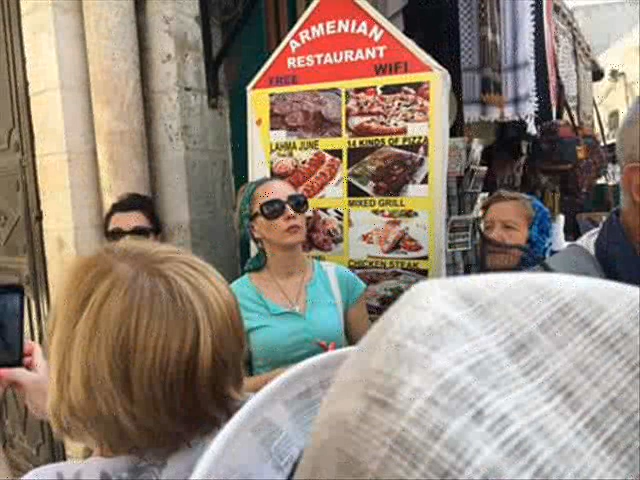 ARMENIAN
RESTAURANT
FREE WIFI
LAHMA JUNE
14 KINDS OF PIZZA
MIXED GRILL
CHICKEN STEAK